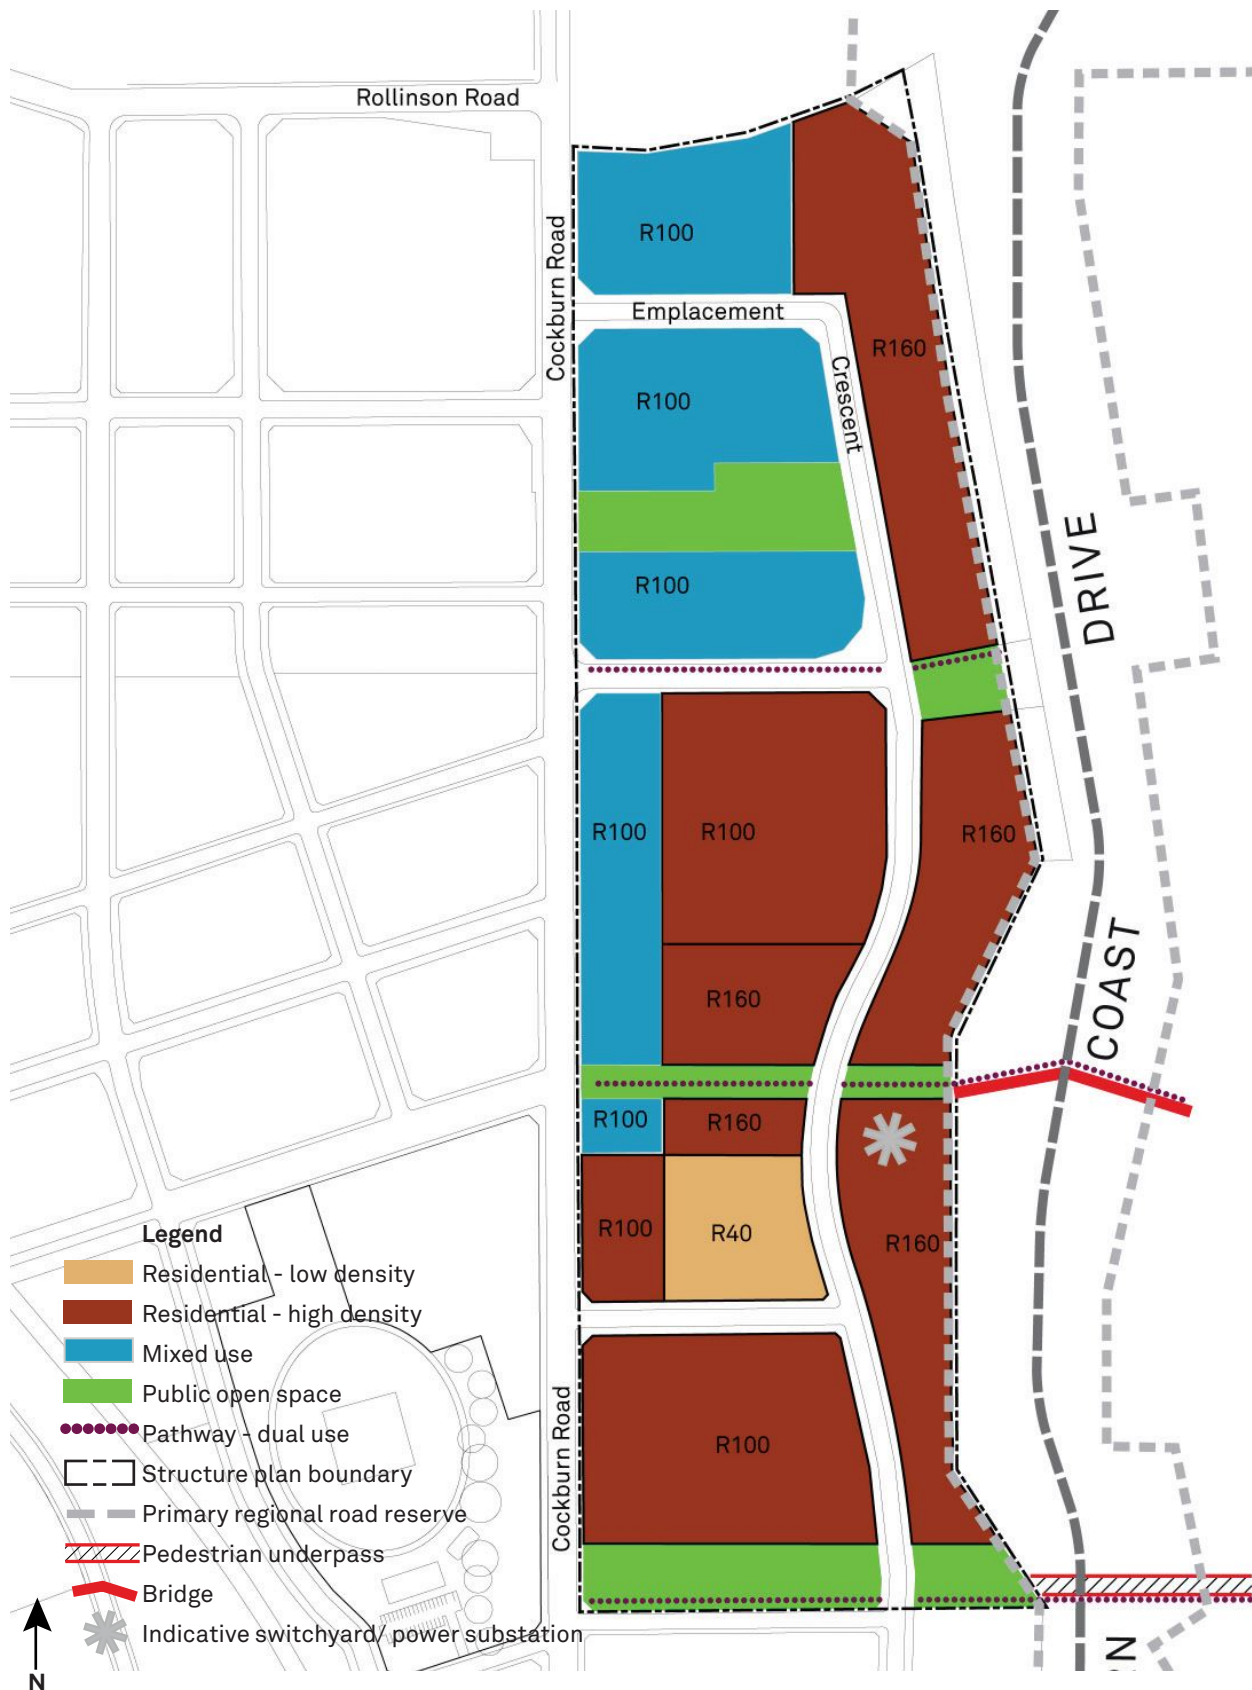 Rollinson Road
Cockburn Road
R100
Emplacement
Crescent
R160
R100
R100
DRIVE
R100
R100
R160
R160
COAST
R100
R160
R100
R40
R160
R100
Cockburn Road
Legend
Residential - low density
Residential - high density
Mixed use
Public open space
Pathway - dual use
Structure plan boundary
Primary regional road reserve
Pedestrian underpass
Bridge
Indicative switchyard/ power substation
N